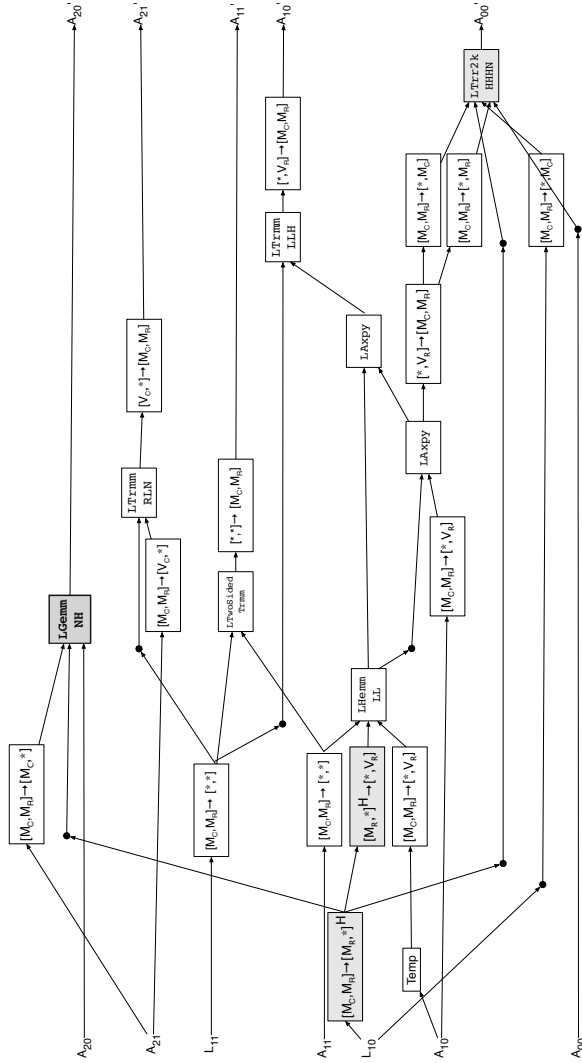 A20'
A21'
A11'
A10'
A00'
LTrr2k
HHHN
[*,VR]→[MC,MR]
[MC,MR]→[*,MC]
[MC,MR]→[*,MR]
[MC,MR]→[*,MC]
LTrmm
LLH
[VC,*]→[MC,MR]
LAxpy
[*,VR]→[MC,MR]
LTrmm
RLN
[*,*]→ [MC,MR]
LAxpy
LGemm
NH
[MC,MR]→[VC,*]
LTwoSided
Trmm
[MC,MR]→[*,VR]
LHemm
LL
[MC,MR]→[MC,*]
[MC,MR]→ [*,*]
[MC,MR]→ [*,*]
[MR,*]H→[*,VR]
[MC,MR]→[*,VR]
[MC,MR]→[MR,*]H
Temp
A20
A21
L11
A11
L10
A10
A00